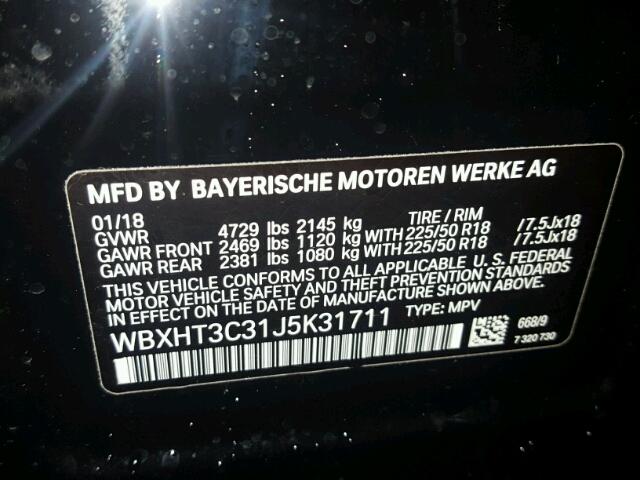 MFD BY BAYERISCHE MOTOREN WERKE AG
01/18 TIRE / RIM
GVWR 4729 lbs 2145 kg
GAWR FRONT 2469 lbs 1120 kg WITH 225/50 R18 /7.5Jx18
GAWR REAR 2381 lbs 1080 kg WITH 225/50 R18 /7.5Jx18
THIS VEHICLE CONFORMS TO ALL APPLICABLE U. S. FEDERAL
MOTOR VEHICLE SAFETY AND THEFT PREVENTION STANDARDS
IN EFFECT ON THE DATE OF MANUFACTURE SHOWN ABOVE.
WBXHT3C31J5K31711 TYPE: MPV
668/9
7 320 730